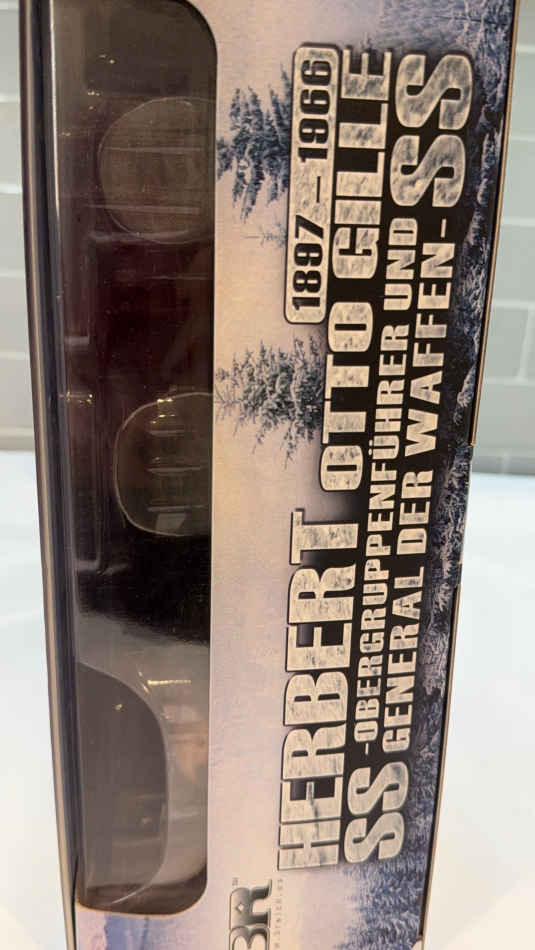 1897 – 1966
HERBERT OTTO GILLE
SS-OBERGRUPPENFÜHRER UND
GENERAL DER WAFFEN-SS